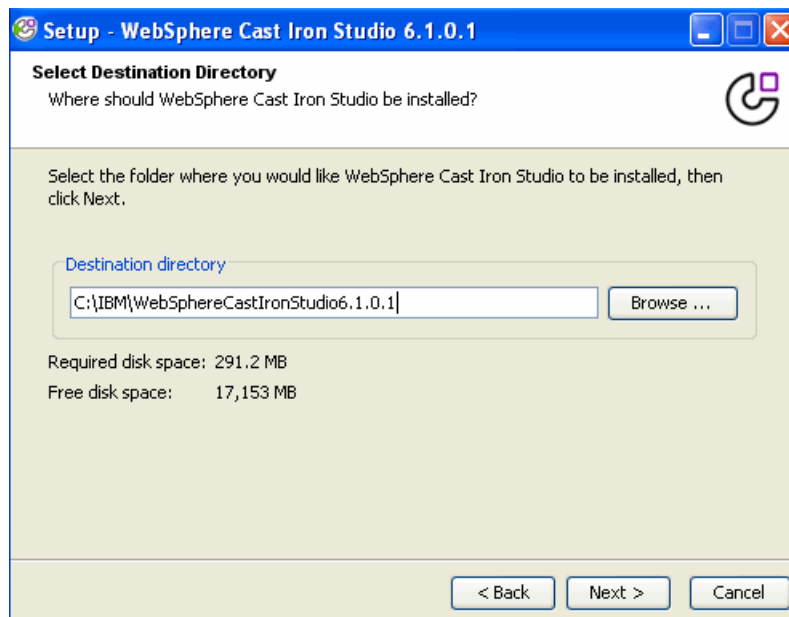 Setup - WebSphere Cast Iron Studio 6.1.0.1
Select Destination Directory
Where should WebSphere Cast Iron Studio be installed?
Select the folder where you would like WebSphere Cast Iron Studio to be installed, then
click Next.
Destination directory
C:\IBM\WebSphereCastIronStudio6.1.0.1
Browse ...
Required disk space: 291.2 MB
Free disk space: 17,153 MB
< Back Next > Cancel